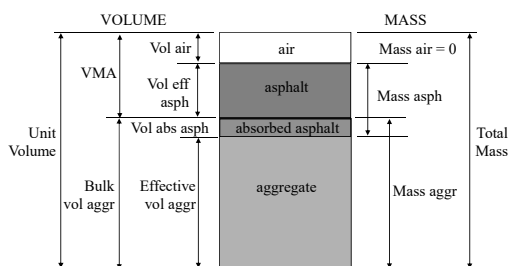 VOLUME
MASS
Vol air
air
Mass air = 0
VMA
Vol eff
asph
asphalt
Mass asph
Vol abs asph
absorbed asphalt
Unit
Volume
Total
Mass
Bulk
vol aggr
Effective
vol aggr
aggregate
Mass aggr